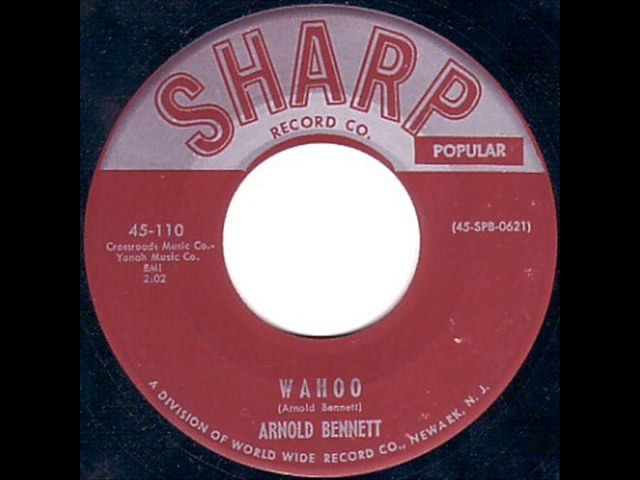 SHARP
RECORD CO.
POPULAR
45-110
Crossroads Music Co.-
Yonah Music Co.
BMI
2:02
(45-SPB-0621)
WAHOO
(Arnold Bennett)
ARNOLD BENNETT
A DIVISION OF WORLD WIDE RECORD CO., NEWARK, N. J.